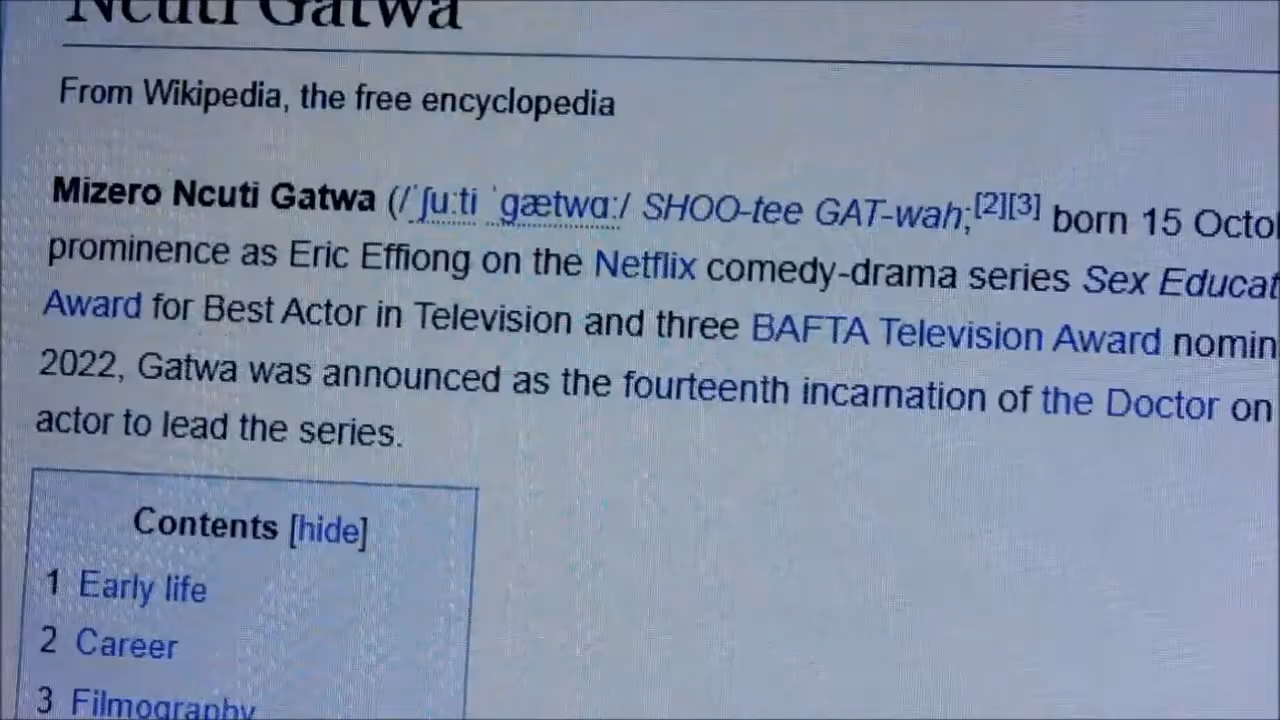 Ncuti Gatwa
From Wikipedia, the free encyclopedia
Mizero Ncuti Gatwa (/ˈʃuːti ˈɡætwɑː/ SHOO-tee GAT-wah;[2][3] born 15 Octo
prominence as Eric Effiong on the Netflix comedy-drama series Sex Educat
Award for Best Actor in Television and three BAFTA Television Award nomin
2022, Gatwa was announced as the fourteenth incarnation of the Doctor on
actor to lead the series.
Contents [hide]
1 Early life
2 Career
3 Filmography